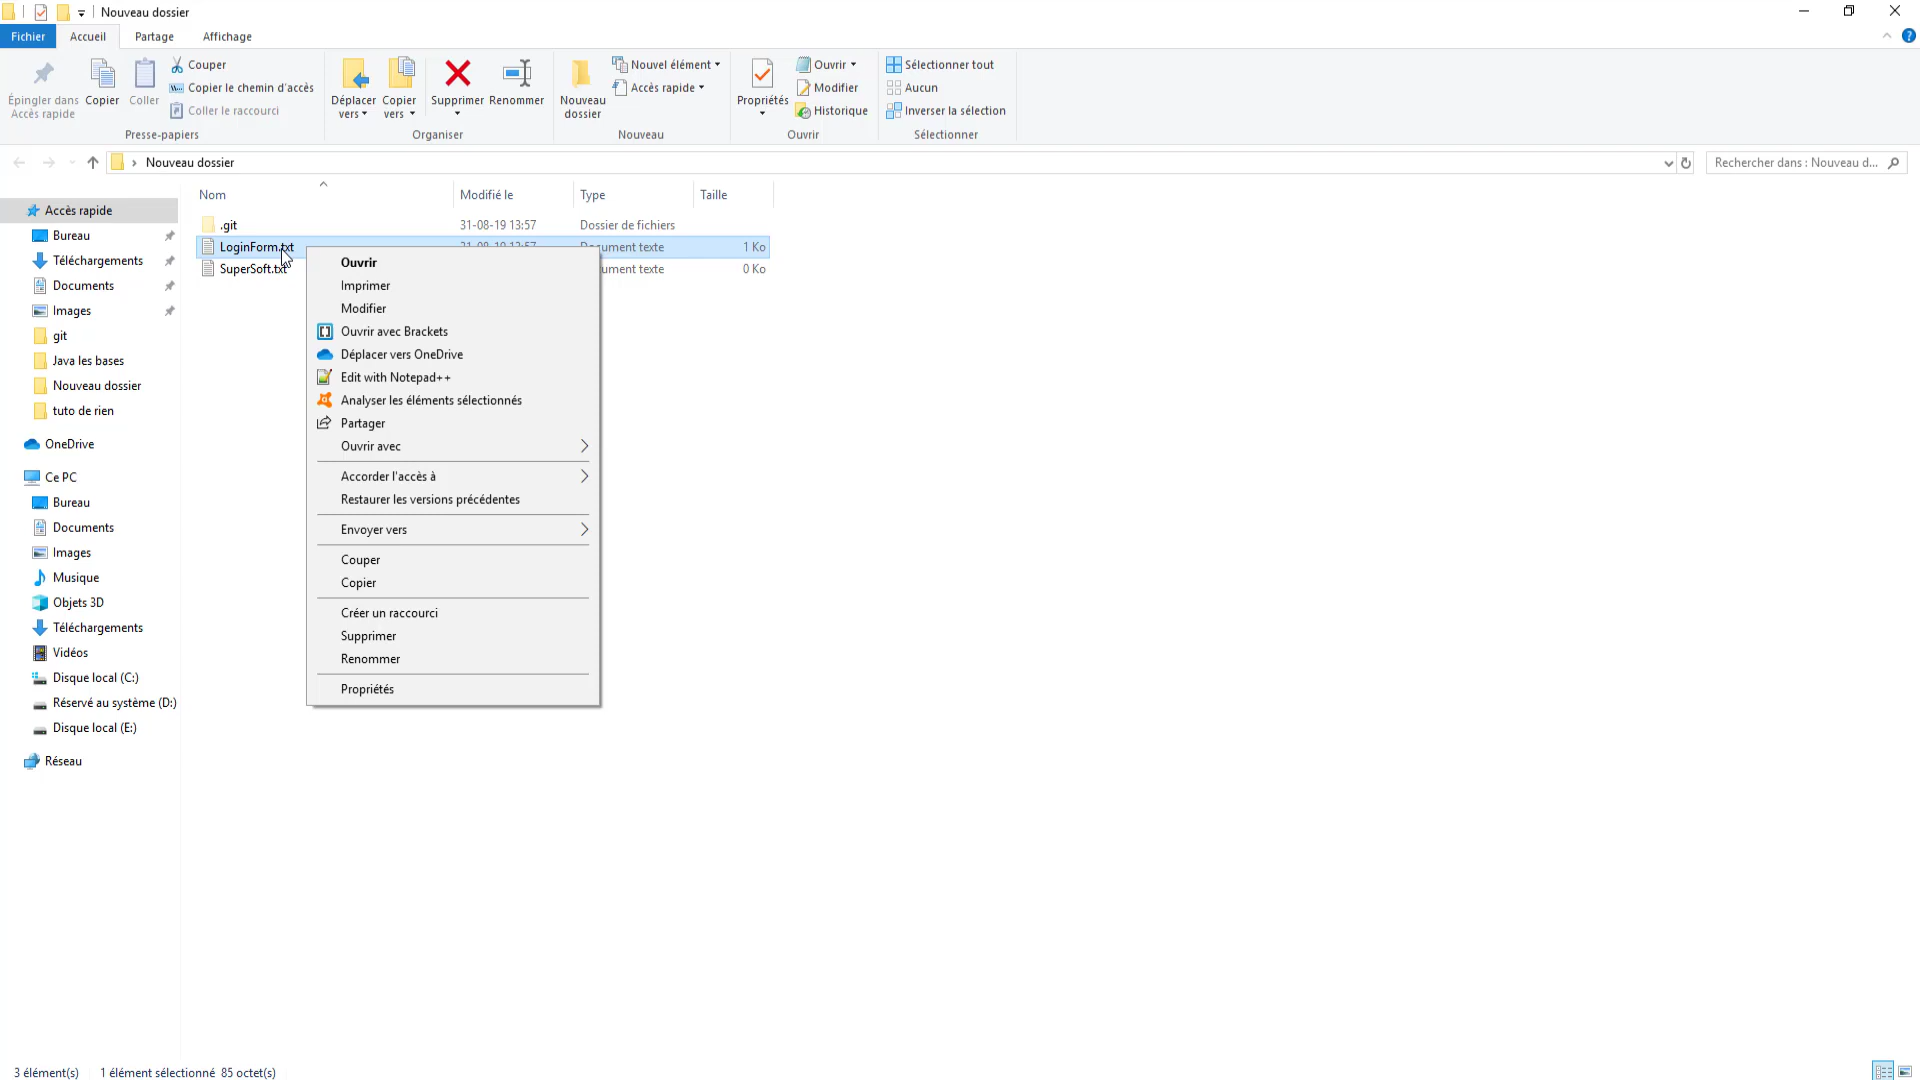 Nouveau dossier
Fichier Accueil Partage Affichage
Épingler dans Accès rapide
Copier
Coller
Couper
Copier le chemin d'accès
Coller le raccourci
Presse-papiers
Déplacer vers
Copier vers
Supprimer
Renommer
Organiser
Nouveau dossier
Nouvel élément
Accès rapide
Nouveau
Propriétés
Ouvrir
Modifier
Historique
Ouvrir
Sélectionner tout
Aucun
Inverser la sélection
Sélectionner
Nouveau dossier
Rechercher dans : Nouveau d...
Nom Modifié le Type Taille
.git 31-08-19 13:57 Dossier de fichiers
LoginForm.txt 31-08-19 13:57 Document texte 1 Ko
SuperSoft.txt 0 Ko
Ouvrir
Imprimer
Modifier
Ouvrir avec Brackets
Déplacer vers OneDrive
Edit with Notepad++
Analyser les éléments sélectionnés
Partager
Ouvrir avec
Accorder l'accès à
Restaurer les versions précédentes
Envoyer vers
Couper
Copier
Créer un raccourci
Supprimer
Renommer
Propriétés
Accès rapide
Bureau
Téléchargements
Documents
Images
git
Java les bases
Nouveau dossier
tuto de rien
OneDrive
Ce PC
Bureau
Documents
Images
Musique
Objets 3D
Téléchargements
Vidéos
Disque local (C:)
Réservé au système (D:)
Disque local (E:)
Réseau
3 élément(s) 1 élément sélectionné 85 octet(s)